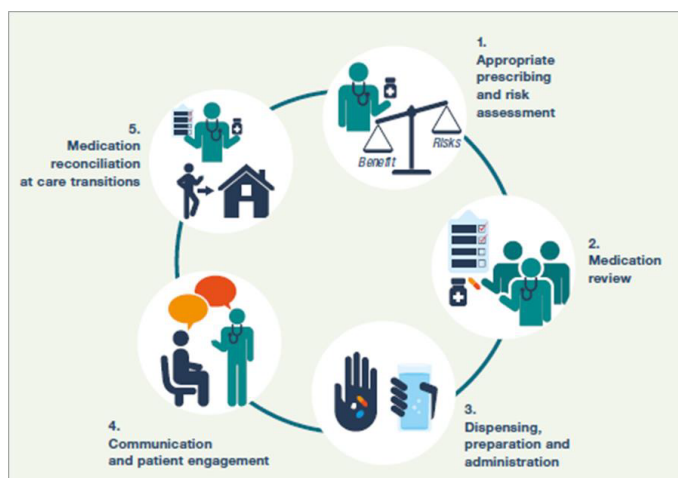 1.
Appropriate
prescribing
and risk
assessment
Benefit
Risks
2.
Medication
review
3.
Dispensing,
preparation and
administration
4.
Communication
and patient engagement
5.
Medication
reconciliation
at care transitions